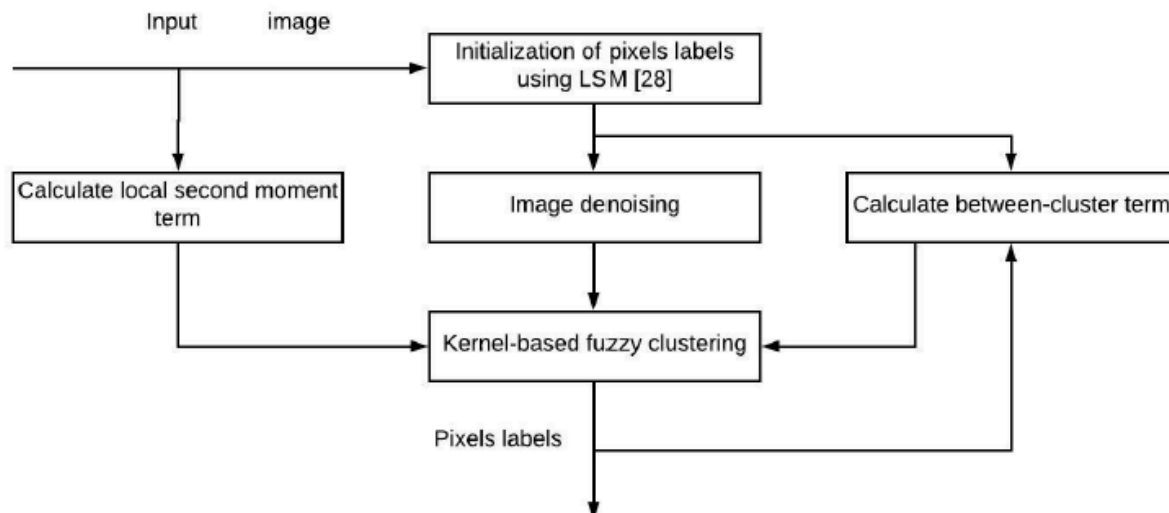 Input image
Initialization of pixels labels
using LSM [28]
Calculate local second moment
term
Image denoising
Calculate between-cluster term
Kernel-based fuzzy clustering
Pixels labels